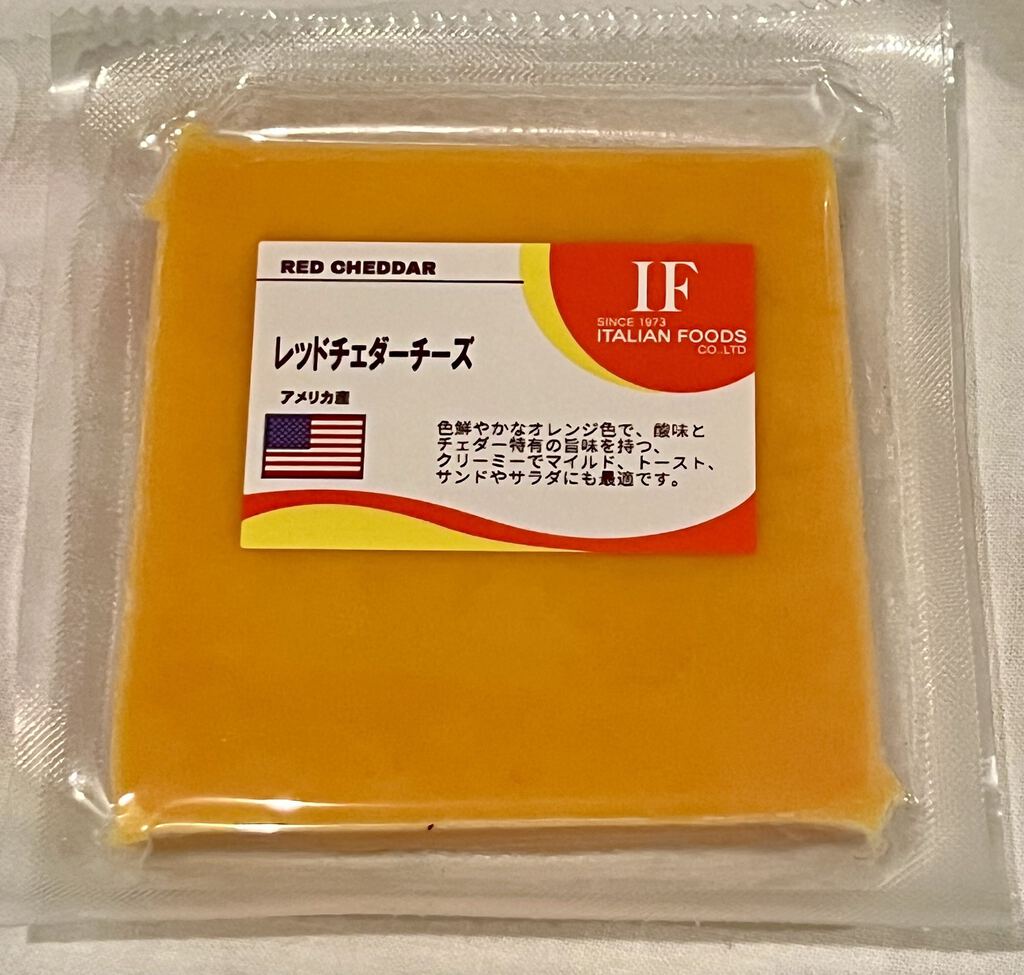 RED CHEDDAR
IF
SINCE 1973
ITALIAN FOODS
CO.,LTD
レッドチェダーチーズ
アメリカ産
色鮮やかなオレンジ色で、酸味と
チェダー特有の旨味を持つ、
クリーミーでマイルド、トースト、
サンドやサラダにも最適です。